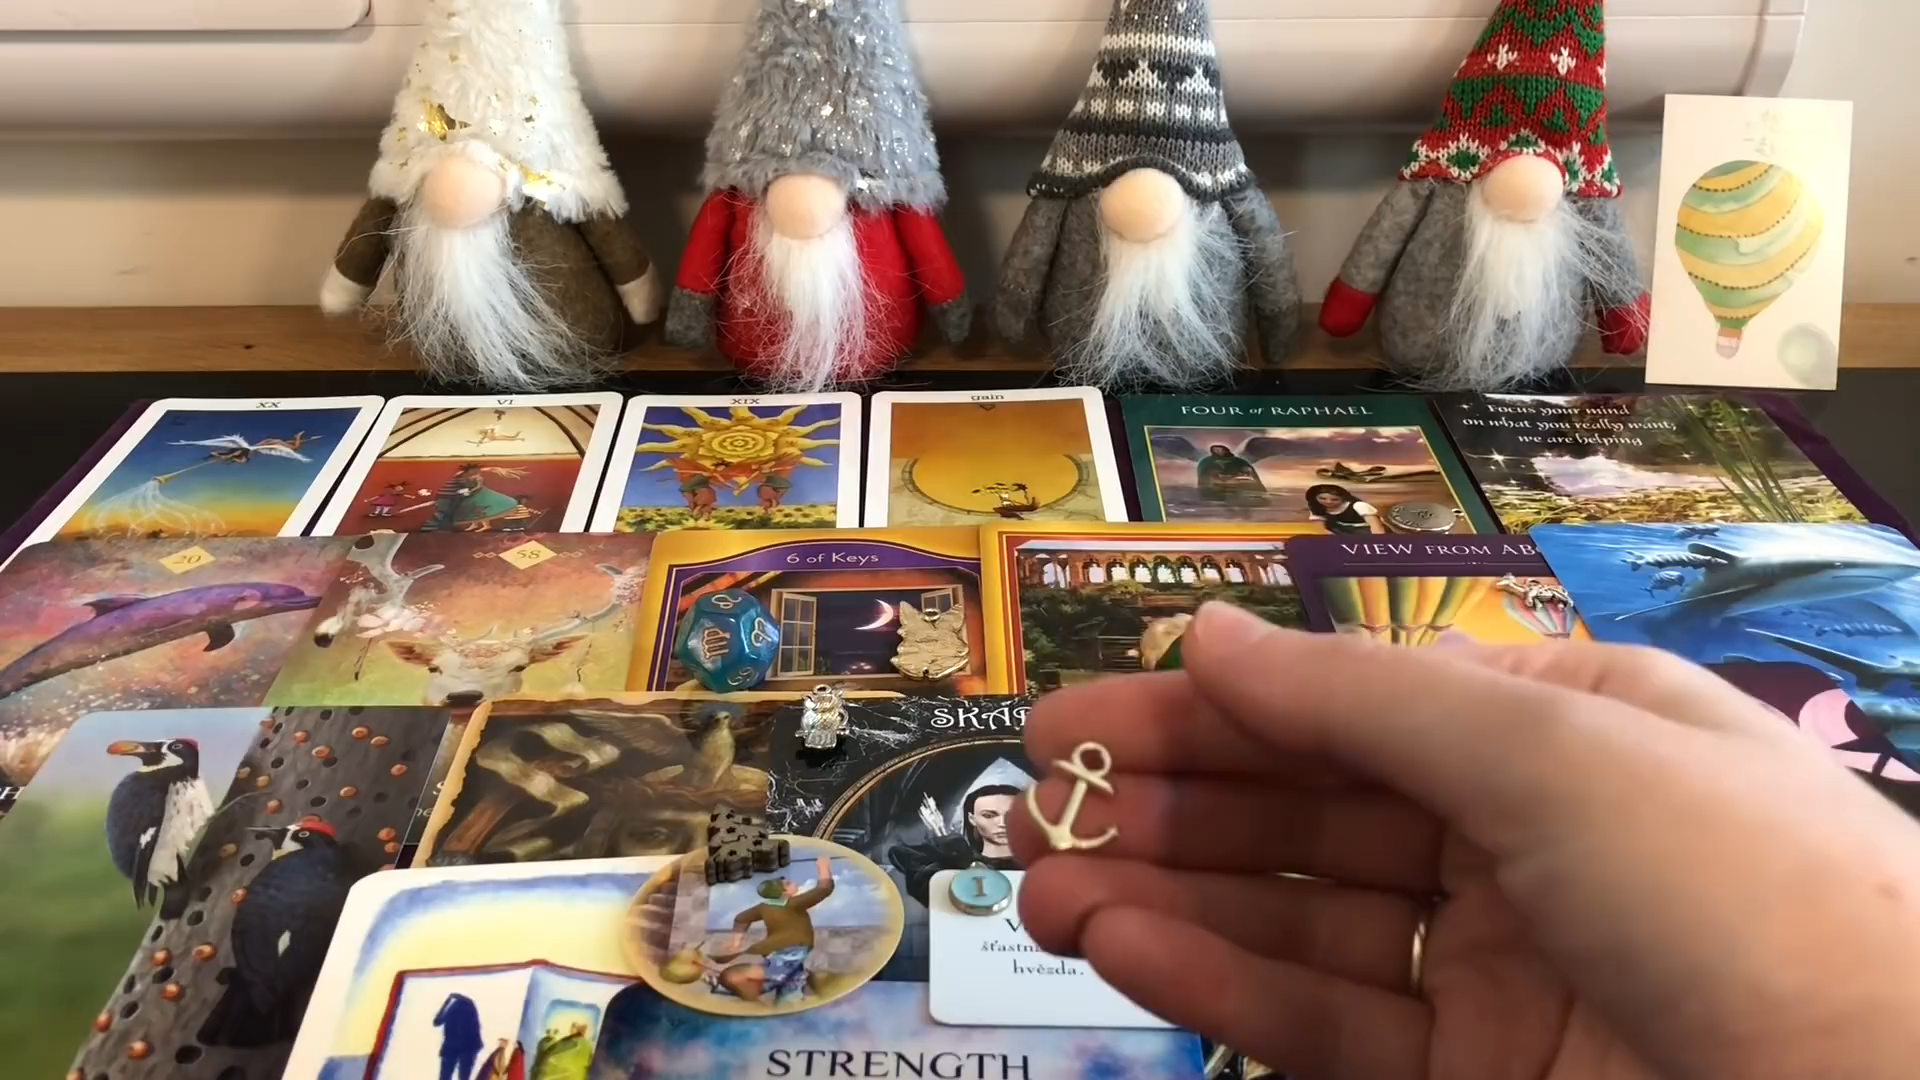 XX
VI
XIX
gain
FOUR of RAPHAEL
Focus your mind
on what you really want;
we are helping
20
58
6 of Keys
VIEW FROM AB
SKAD
I
šťastn
hvězda.
STRENGTH